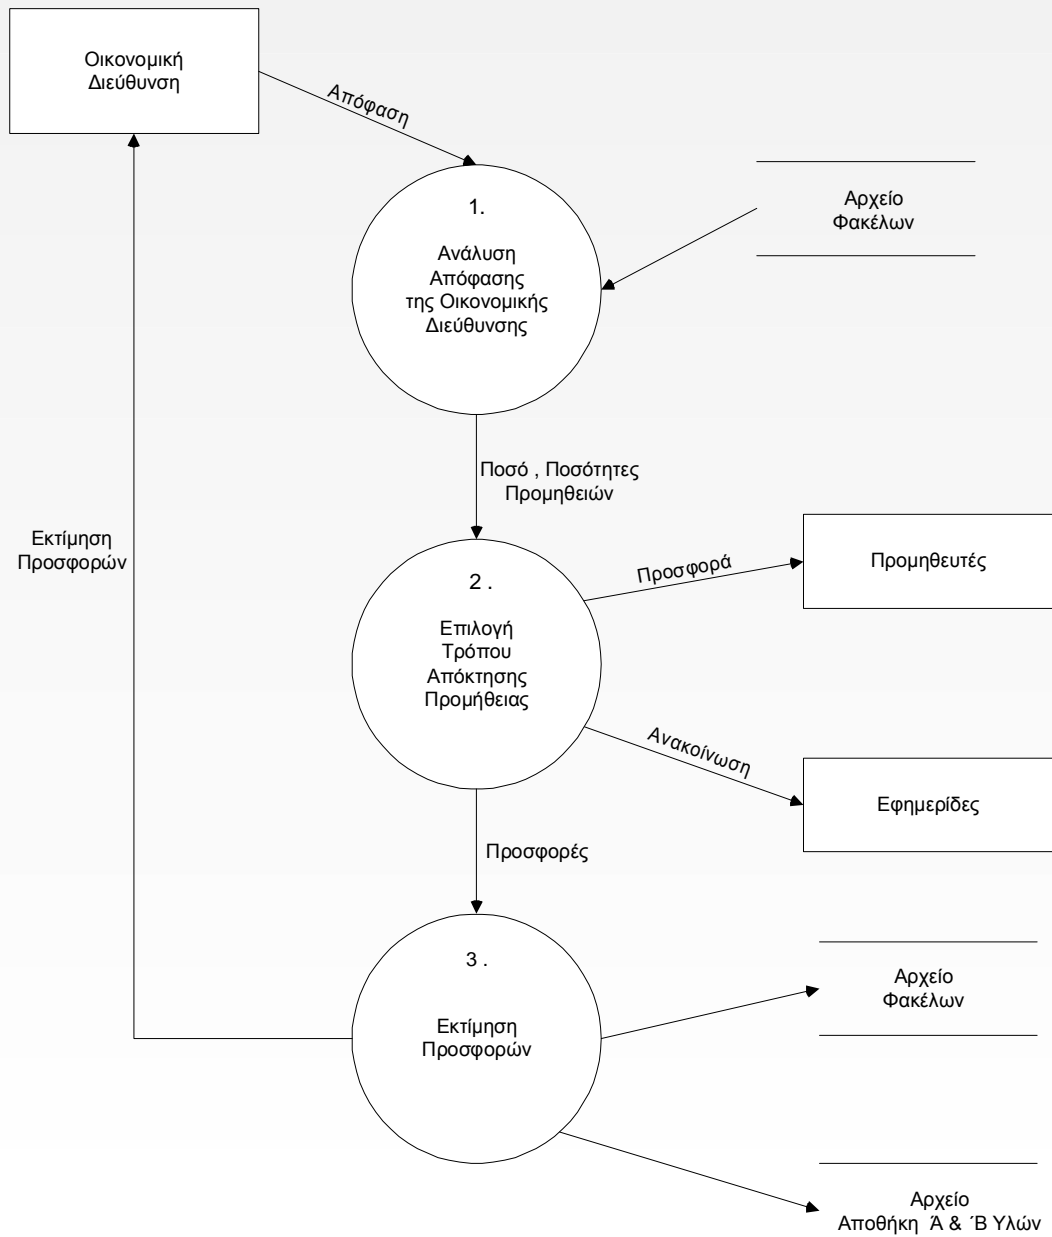 Οικονομική
Διεύθυνση
Απόφαση
Αρχείο
Φακέλων
1.
Ανάλυση
Απόφασης
της Οικονομικής
Διεύθυνσης
Ποσό , Ποσότητες
Προμηθειών
Εκτίμηση
Προσφορών
2 .
Επιλογή
Τρόπου
Απόκτησης
Προμήθειας
Προσφορά
Προμηθευτές
Ανακοίνωση
Εφημερίδες
Προσφορές
3 .
Εκτίμηση
Προσφορών
Αρχείο
Φακέλων
Αρχείο
Αποθήκη Ά & ΄Β Υλών